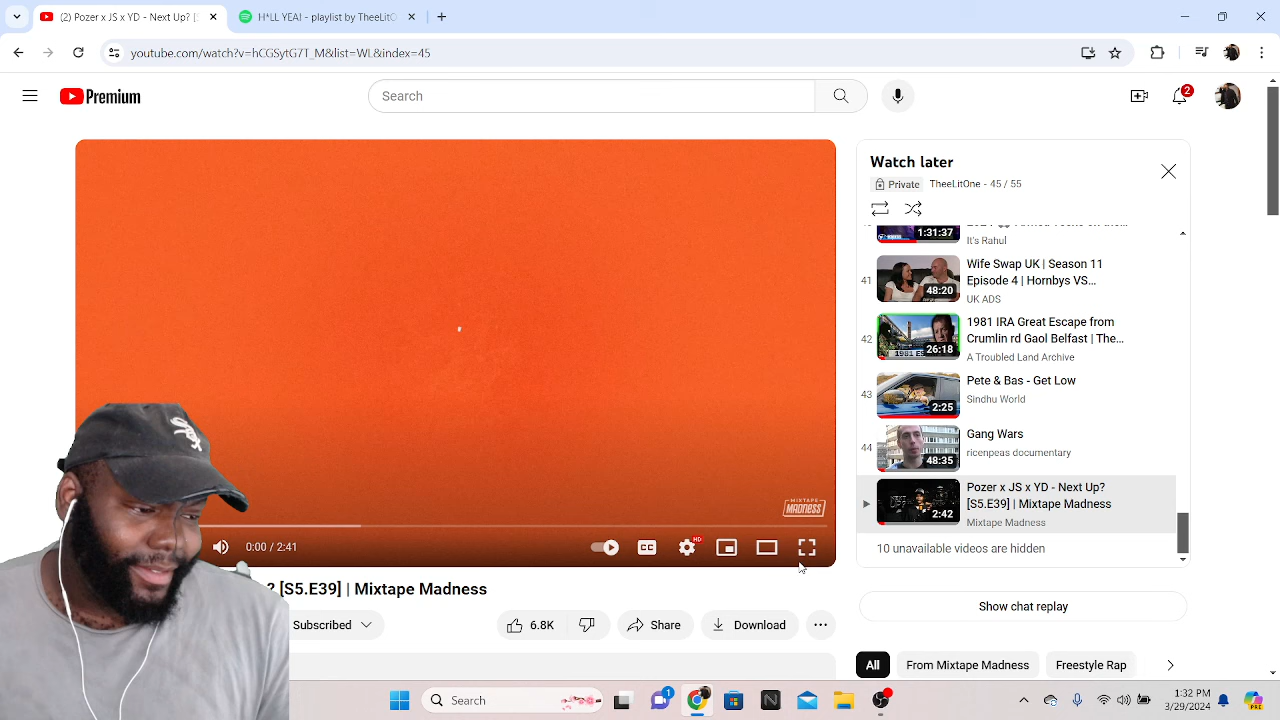 (2) Pozer x JS x YD - Next Up?
H*LL YEA! - playlist by TheeLitO
youtube.com/watch?v=hCGSytG7T_M&list=WL&index=45
Premium
Search
2
Watch later
Private TheeLitOne - 45 / 55
1:31:37
It's Rahul
41
48:20
Wife Swap UK | Season 11
Episode 4 | Hornbys VS...
UK ADS
42
26:18
1981 IRA Great Escape from
Crumlin rd Gaol Belfast | The...
A Troubled Land Archive
43
2:25
Pete & Bas - Get Low
Sindhu World
44
48:35
Gang Wars
ricenpeas documentary
2:42
Pozer x JS x YD - Next Up?
[S5.E39] | Mixtape Madness
Mixtape Madness
10 unavailable videos are hidden
Show chat replay
All
From Mixtape Madness
Freestyle Rap
MIXTAPE
MADNESS
0:00 / 2:41
CC
HD
? [S5.E39] | Mixtape Madness
Subscribed
6.8K
Share
Download
Search
1
1:32 PM
3/29/2024